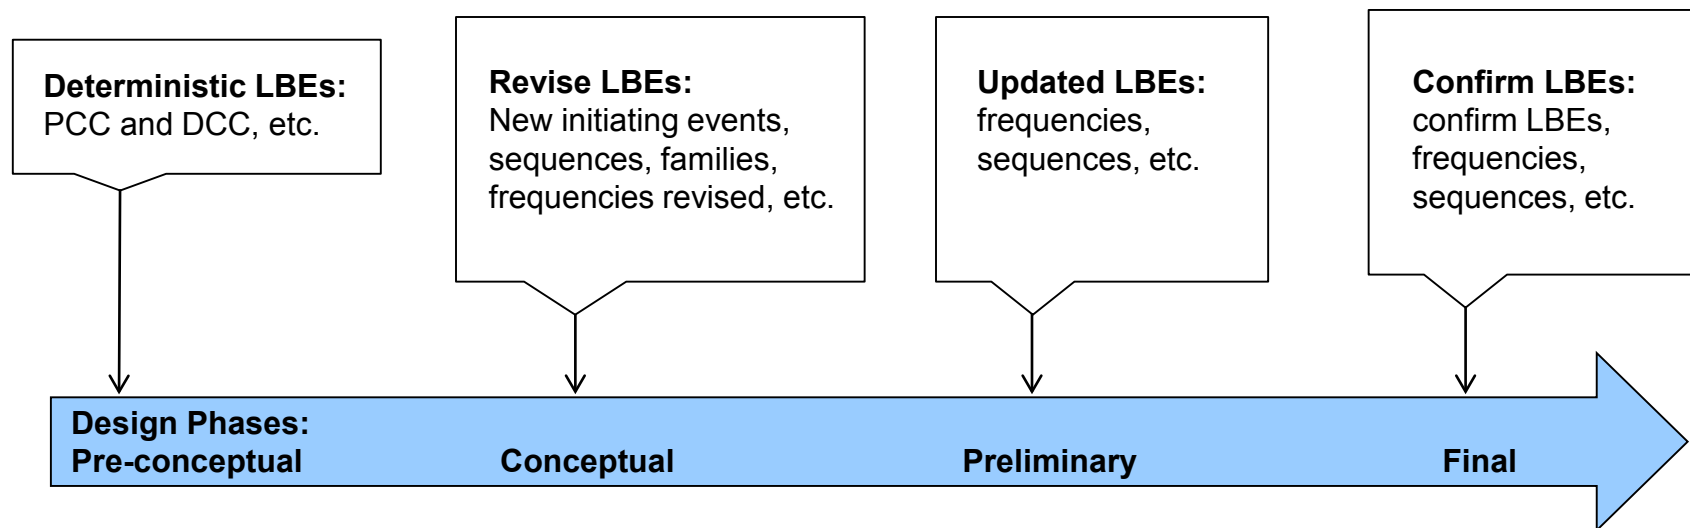 Deterministic LBEs:
PCC and DCC, etc.
Revise LBEs:
New initiating events,
sequences, families,
frequencies revised, etc.
Updated LBEs:
frequencies,
sequences, etc.
Confirm LBEs:
confirm LBEs,
frequencies,
sequences, etc.
Design Phases:
Pre-conceptual
Conceptual
Preliminary
Final